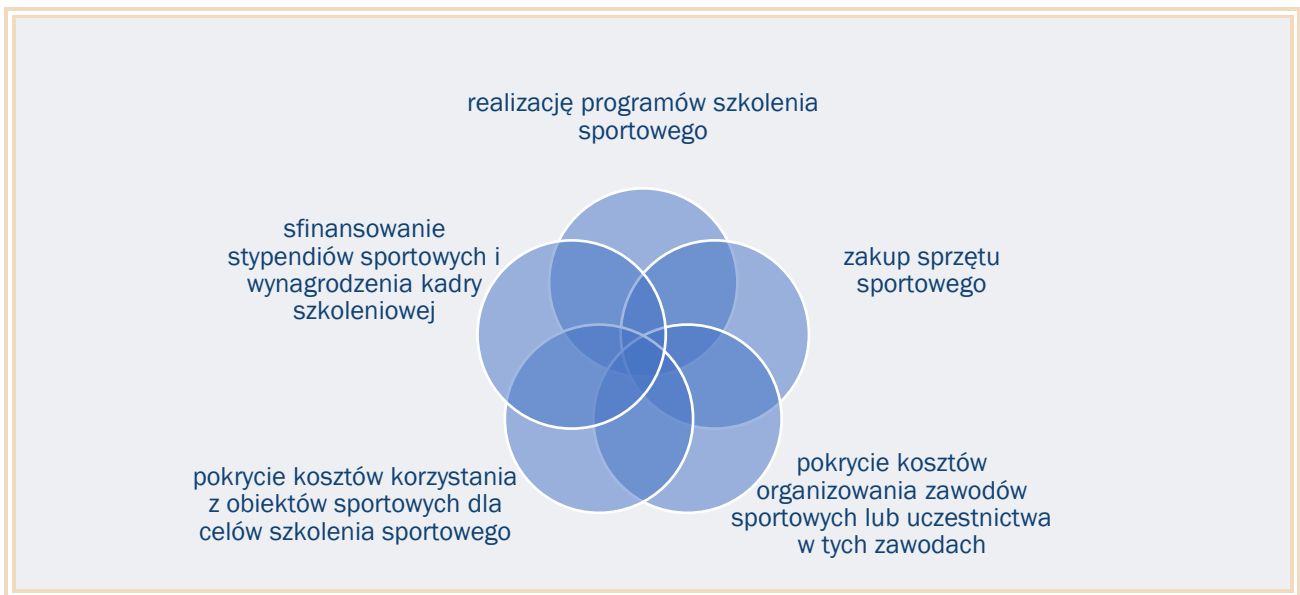 realizację programów szkolenia
sportowego
zakup sprzętu
sportowego
pokrycie kosztów
organizowania zawodów
sportowych lub uczestnictwa
w tych zawodach
pokrycie kosztów korzystania
z obiektów sportowych dla
celów szkolenia sportowego
sfinansowanie
stypendiów sportowych i
wynagrodzenia kadry
szkoleniowej